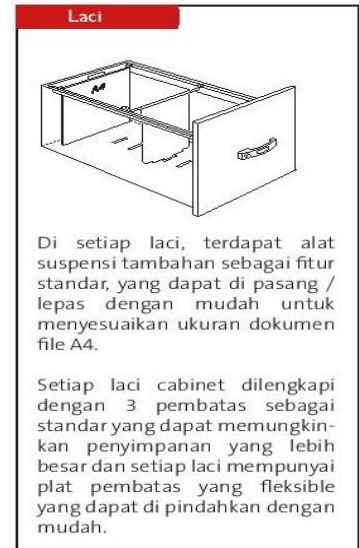 Laci
A4
Di setiap laci, terdapat alat
suspensi tambahan sebagai fitur
standar, yang dapat di pasang /
lepas dengan mudah untuk
menyesuaikan ukuran dokumen
file A4.
Setiap laci cabinet dilengkapi
dengan 3 pembatas sebagai
standar yang dapat memungkin-
kan penyimpanan yang lebih
besar dan setiap laci mempunyai
plat pembatas yang fleksible
yang dapat di pindahkan dengan
mudah.